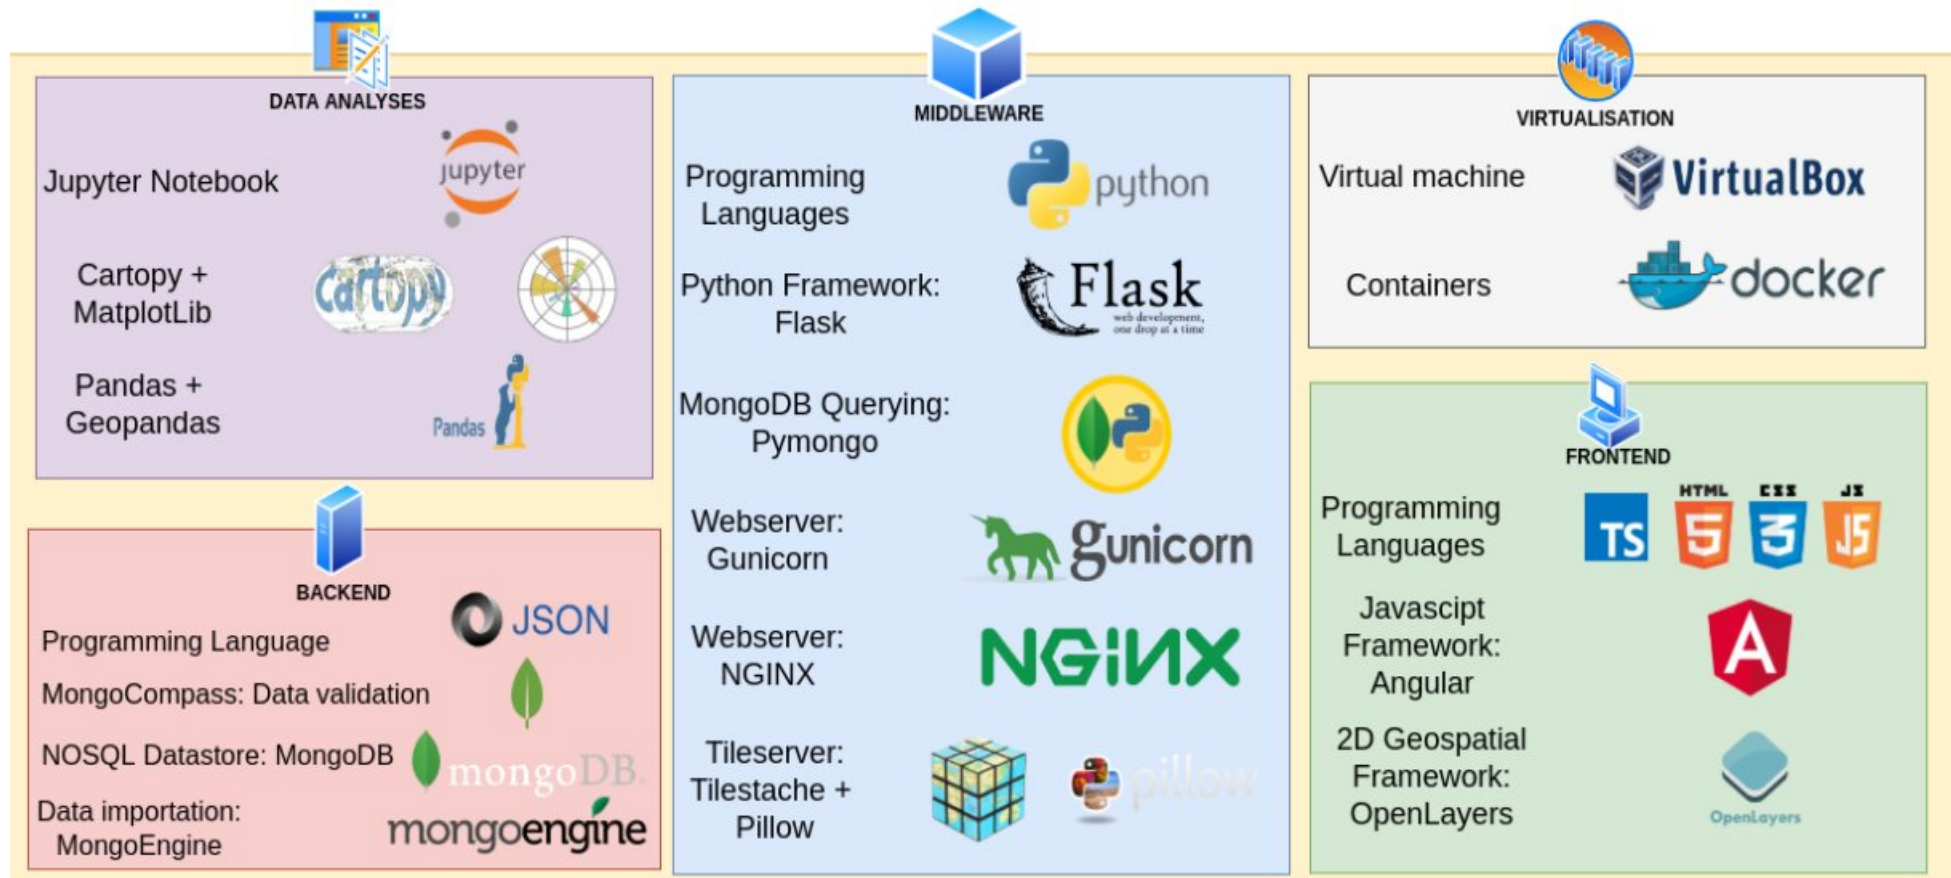 DATA ANALYSES
Jupyter Notebook
jupyter
Cartopy +
MatplotLib
cartopy
Pandas +
Geopandas
Pandas
BACKEND
Programming Language
JSON
MongoCompass: Data validation
NOSQL Datastore: MongoDB
mongoDB.
Data importation:
MongoEngine
mongoengine
MIDDLEWARE
Programming
Languages
python
Python Framework:
Flask
Flask
web development,
one drop at a time
MongoDB Querying:
Pymongo
Webserver:
Gunicorn
gunicorn
Webserver:
NGINX
NGiNX
Tileserver:
Tilestache +
Pillow
pillow
VIRTUALISATION
Virtual machine
VirtualBox
Containers
docker
FRONTEND
Programming
Languages
TS
HTML
5
CSS
3
JS
JS
Javascipt
Framework:
Angular
A
2D Geospatial
Framework:
OpenLayers
OpenLayers